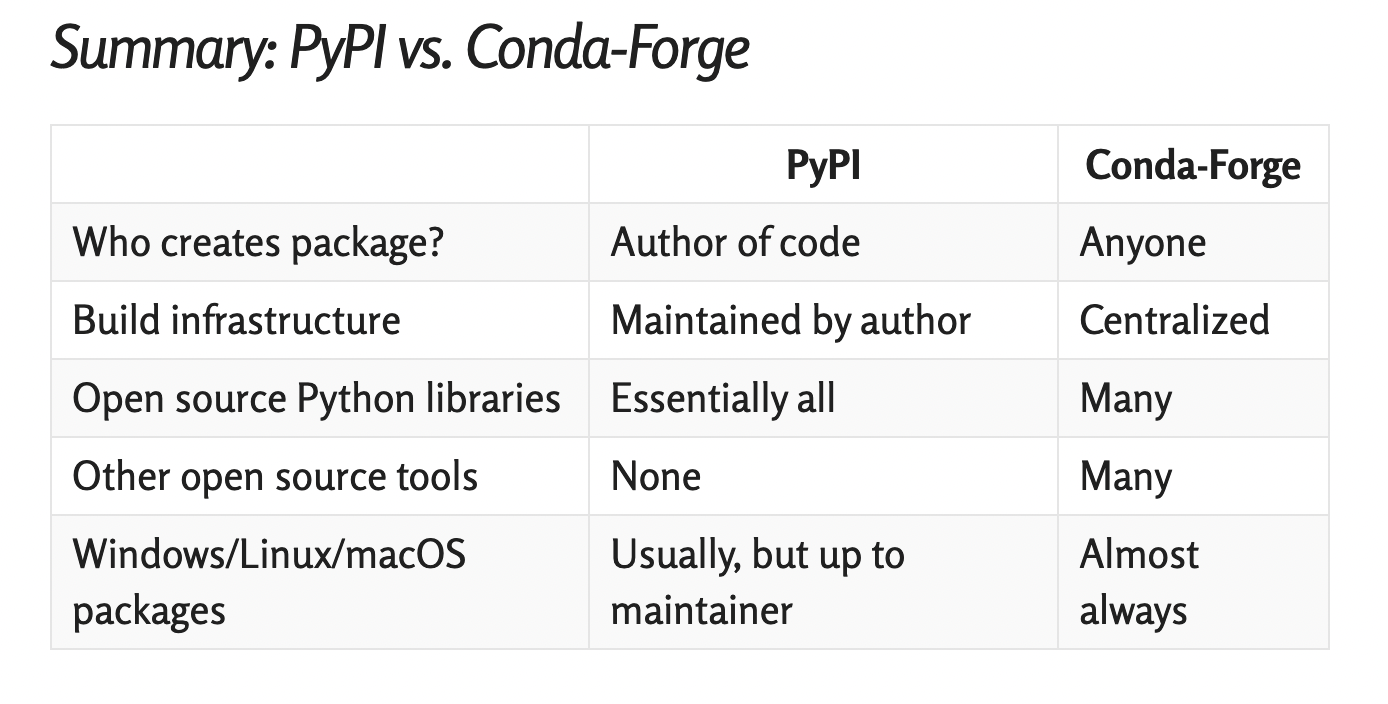 Summary: PyPI vs. Conda-Forge
PyPI Conda-Forge
Who creates package? Author of code Anyone
Build infrastructure Maintained by author Centralized
Open source Python libraries Essentially all Many
Other open source tools None Many
Windows/Linux/macOS Usually, but up to Almost
packages maintainer always